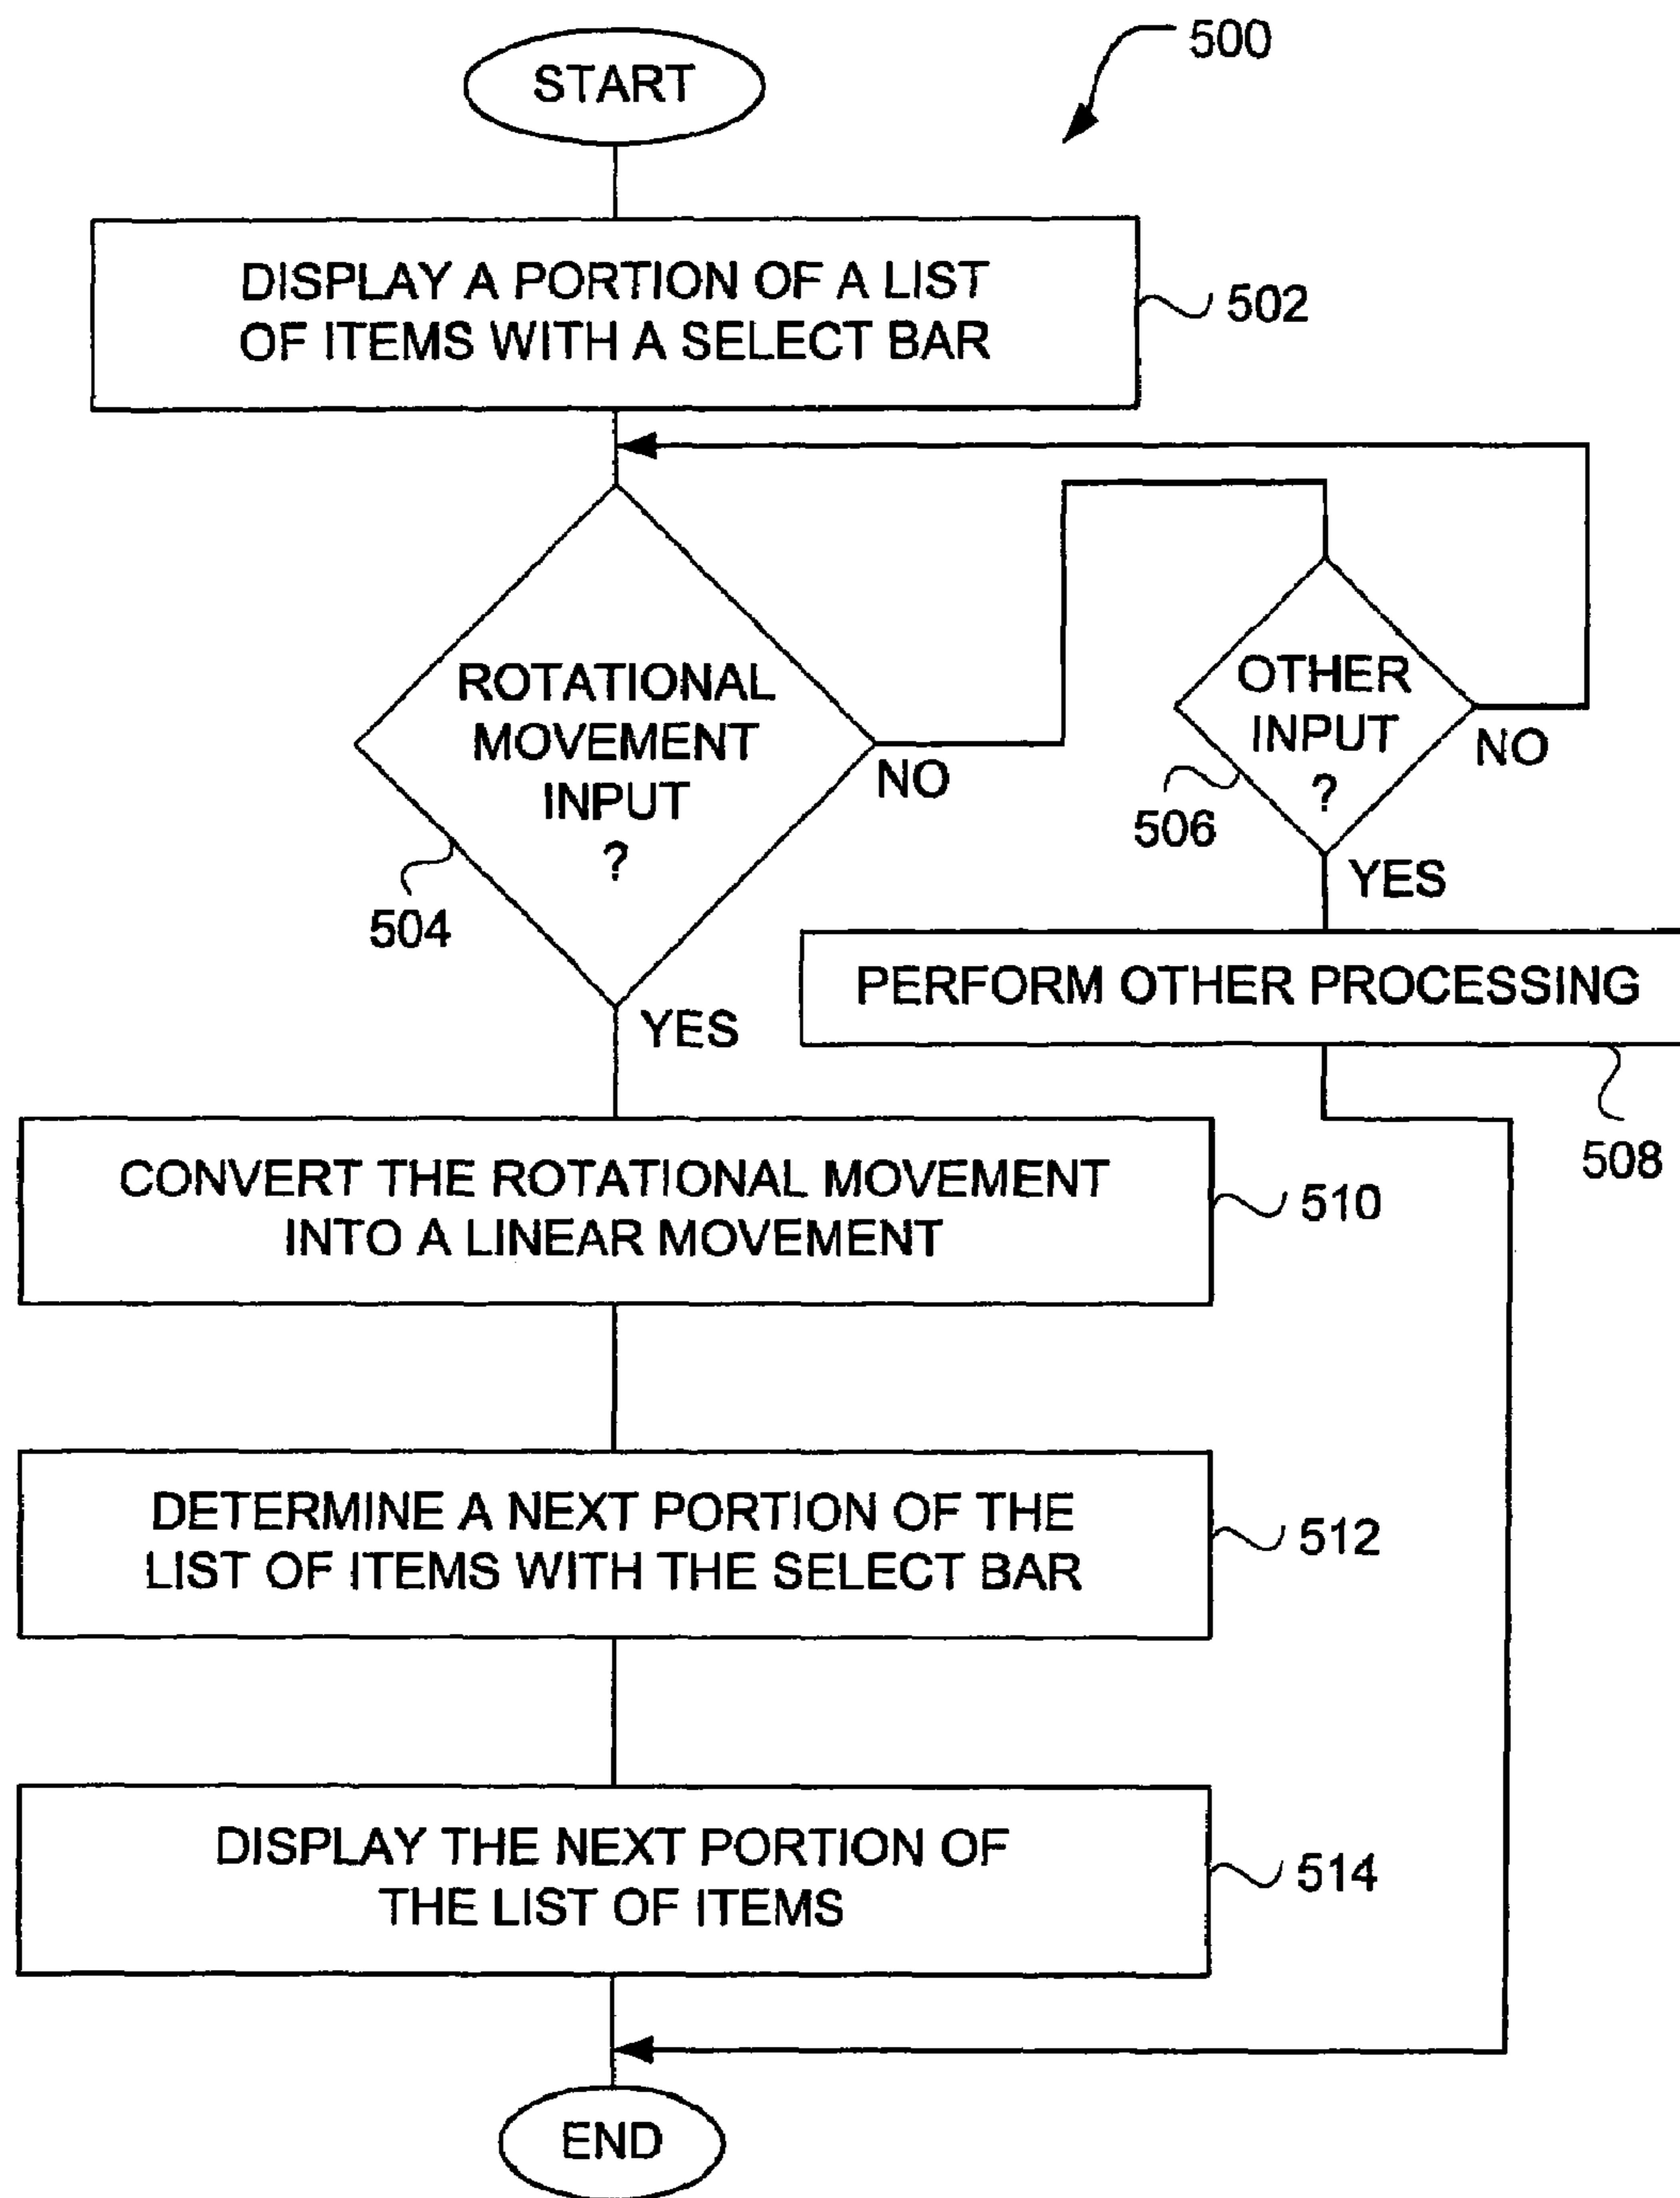 500
START
DISPLAY A PORTION OF A LIST
OF ITEMS WITH A SELECT BAR
502
ROTATIONAL
MOVEMENT
INPUT
?
NO
504
YES
OTHER
INPUT
?
NO
506
YES
PERFORM OTHER PROCESSING
508
CONVERT THE ROTATIONAL MOVEMENT
INTO A LINEAR MOVEMENT
510
DETERMINE A NEXT PORTION OF THE
LIST OF ITEMS WITH THE SELECT BAR
512
DISPLAY THE NEXT PORTION OF
THE LIST OF ITEMS
514
END